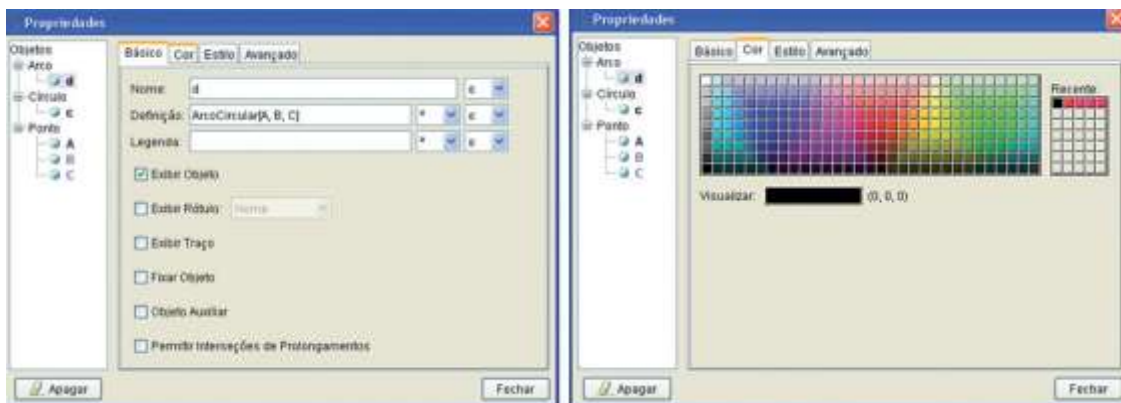 Propriedades
Objetos
Arco
d
Círculo
c
Ponto
A
B
C
Básico Cor Estilo Avançado
Nome: d
Definição: ArcoCircular[A, B, C]
Legenda:
Exibir Objeto
Exibir Rótulo: Nome
Exibir Traço
Fixar Objeto
Objeto Auxiliar
Permitir Interseções de Prolongamentos
Apagar
Fechar
Propriedades
Objetos
Arco
d
Círculo
c
Ponto
A
B
C
Básico Cor Estilo Avançado
Recente
Visualizar: (0, 0, 0)
Apagar
Fechar